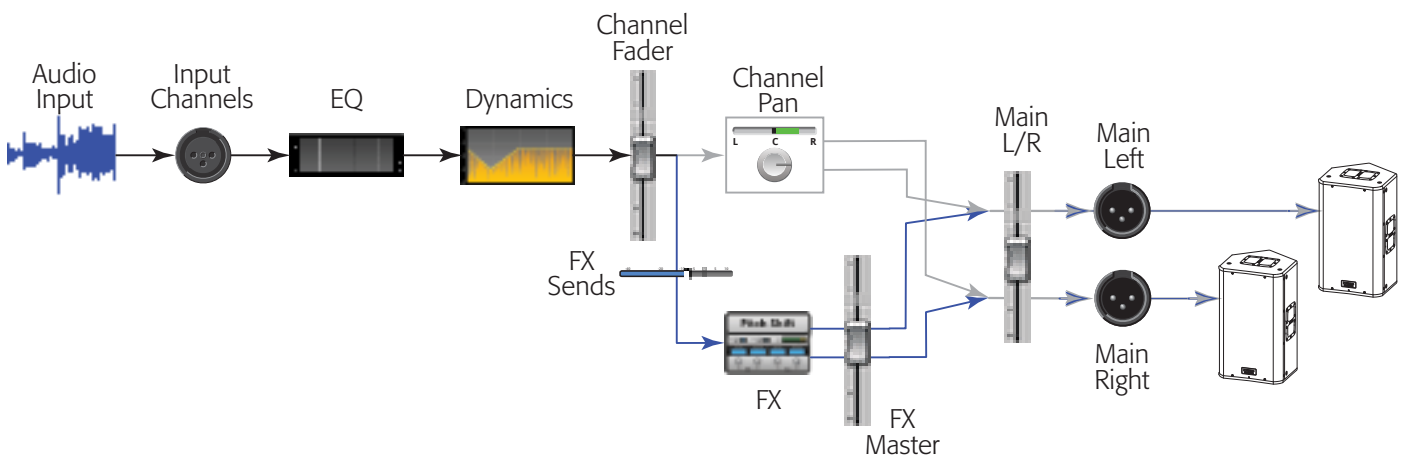 Channel
Fader
Audio
Input
Input
Channels
EQ
Dynamics
Channel
Pan
L C R
Main
L/R
Main
Left
FX
Sends
Pitch Shift
FX
FX
Master
Main
Right